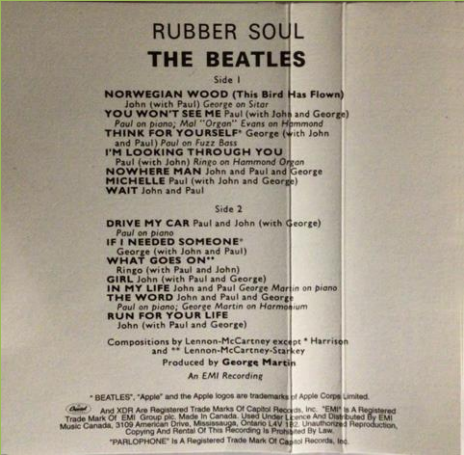 RUBBER SOUL
THE BEATLES
Side 1
NORWEGIAN WOOD (This Bird Has Flown)
John (with Paul) George on Sitar
YOU WON'T SEE ME Paul (with John and George)
Paul on piano; Mal "Organ" Evans on Hammond
THINK FOR YOURSELF* George (with John
and Paul) Paul on Fuzz Bass
I'M LOOKING THROUGH YOU
Paul (with John) Ringo on Hammond Organ
NOWHERE MAN John and Paul and George
MICHELLE Paul (with John and George)
WAIT John and Paul
Side 2
DRIVE MY CAR Paul and John (with George)
Paul on piano
IF I NEEDED SOMEONE*
George (with John and Paul)
WHAT GOES ON**
Ringo (with Paul and John)
GIRL John (with Paul and George)
IN MY LIFE John and Paul George Martin on piano
THE WORD John and Paul and George
Paul on piano; George Martin on Harmonium
RUN FOR YOUR LIFE
John (with Paul and George)
Compositions by Lennon-McCartney except * Harrison
and ** Lennon-McCartney-Starkey
Produced by George Martin
An EMI Recording
" BEATLES", "Apple" and the Apple logos are trademarks of Apple Corps Limited.
Capitol And XDR Are Registered Trade Marks Of Capitol Records, Inc. "EMI" Is A Registered
Trade Mark Of EMI Group plc. Made In Canada. Used Under Licence And Distributed By EMI
Music Canada, 3109 American Drive, Mississauga, Ontario L4V 1B2. Unauthorized Reproduction,
Copying And Rental Of This Recording Is Prohibited By Law.
"PARLOPHONE" Is A Registered Trade Mark Of Capitol Records, Inc.